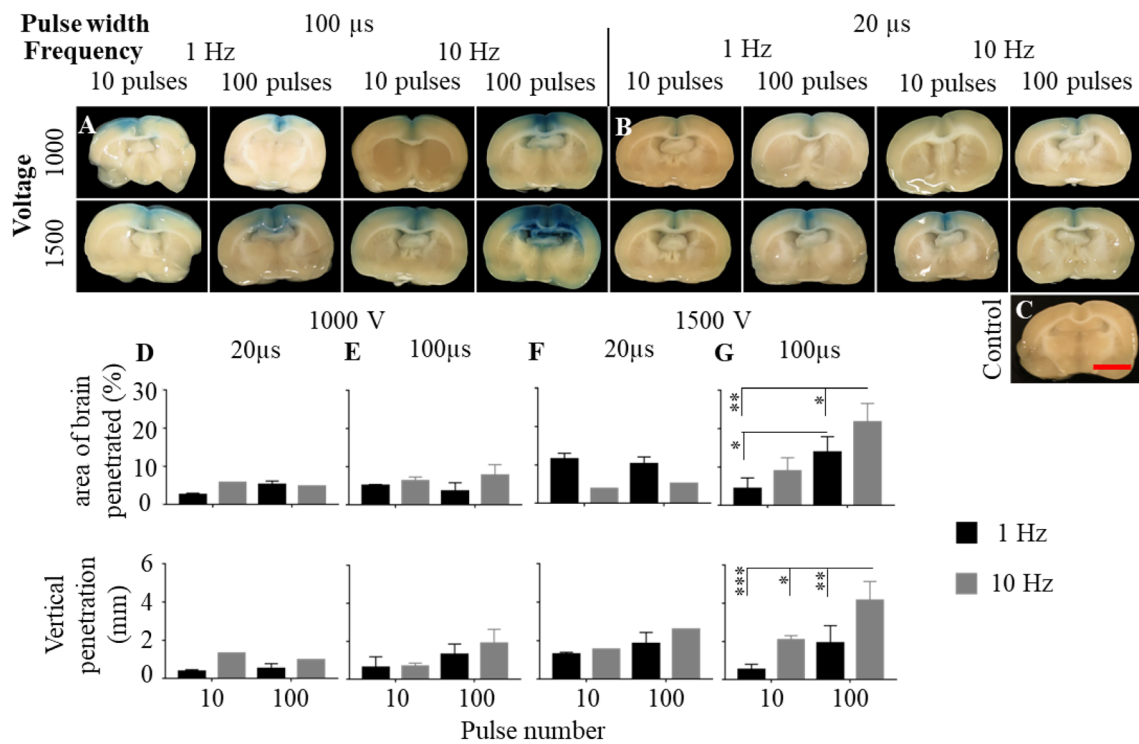 Pulse width 100 µs 20 µs
Frequency 1 Hz 10 Hz 1 Hz 10 Hz
10 pulses 100 pulses 10 pulses 100 pulses 10 pulses 100 pulses 10 pulses 100 pulses
A B
Voltage
1000
1500
Control
C
1000 V 1500 V
D 20µs E 100µs F 20µs G 100µs
area of brain
penetrated (%)
30
20
10
0
** *
*
1 Hz
10 Hz
Vertical
penetration
(mm)
6
4
2
0
*** * **
10 100 10 100 10 100 10 100
Pulse number